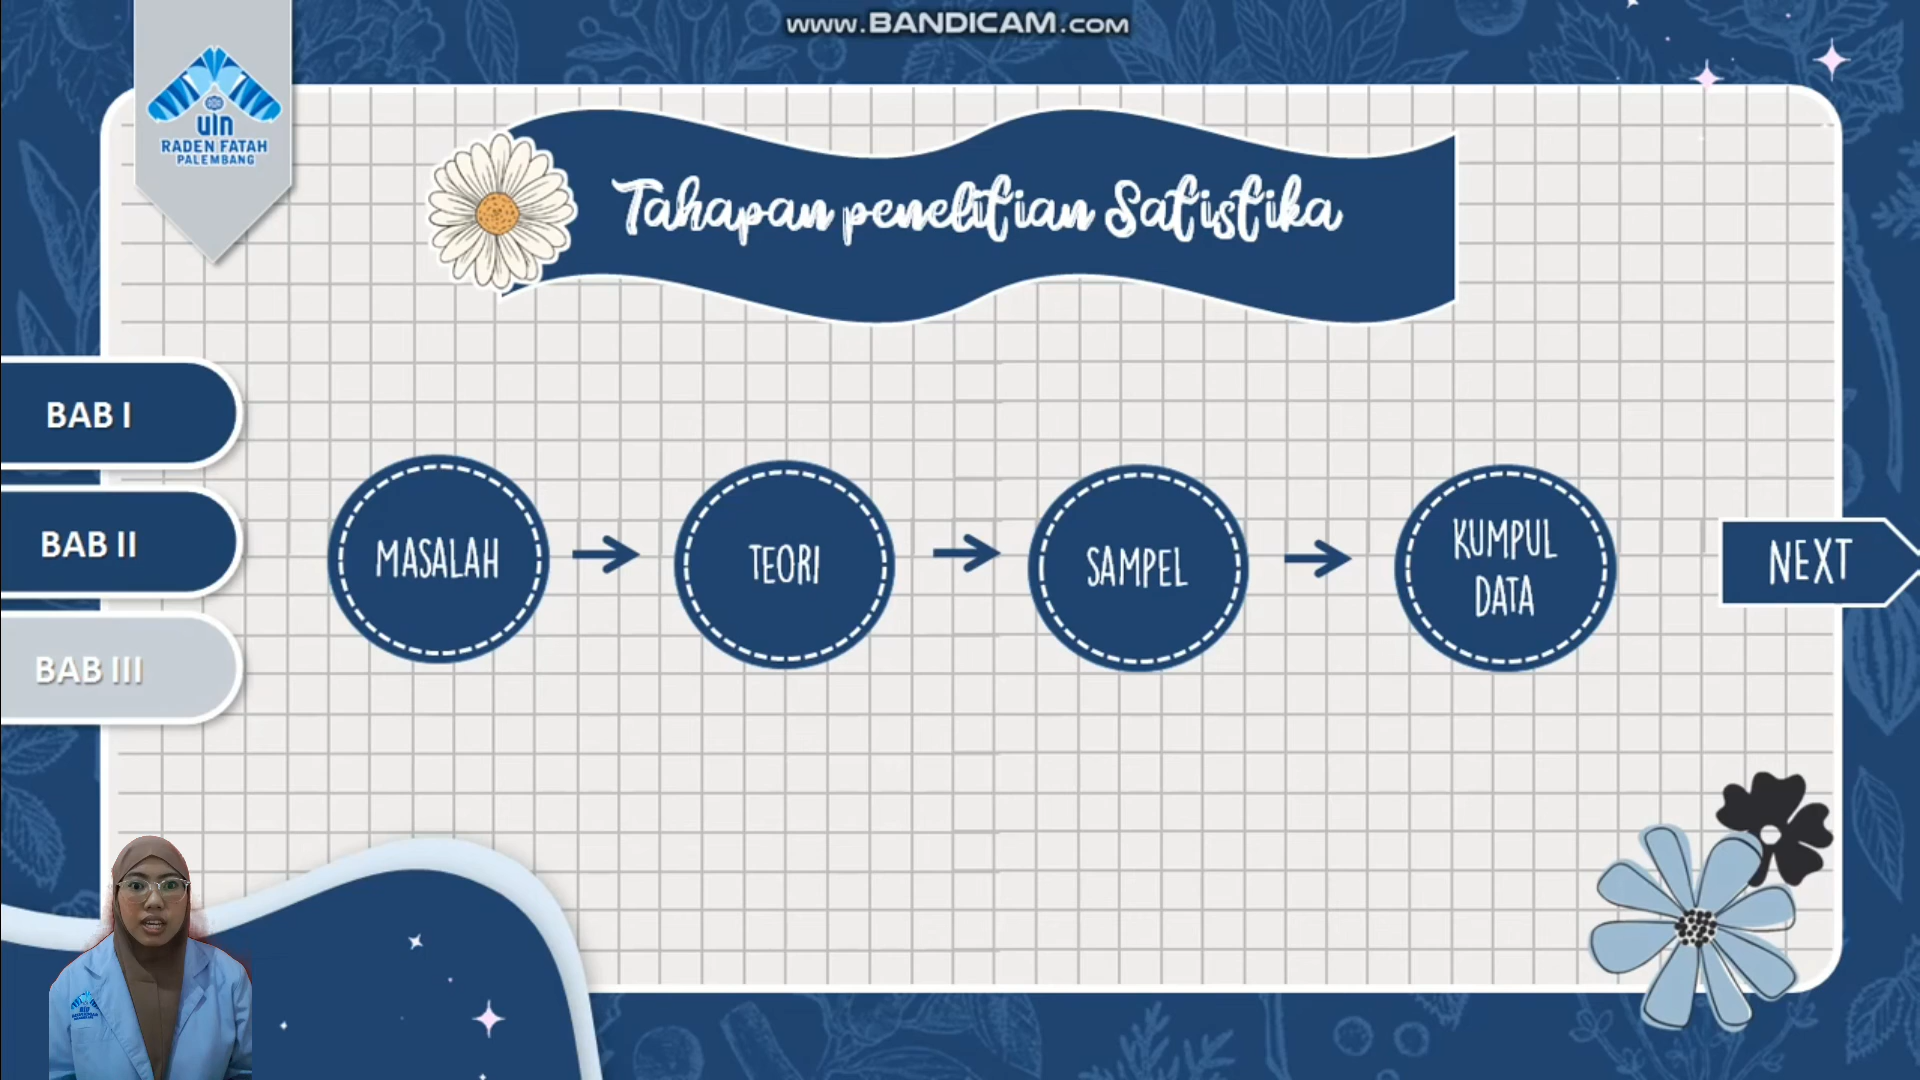 www.BANDICAM.com
uin
RADEN FATAH
PALEMBANG
Tahapan penelitian Satistika
BAB I
BAB II
BAB III
MASALAH
TEORI
SAMPEL
KUMPUL
DATA
NEXT